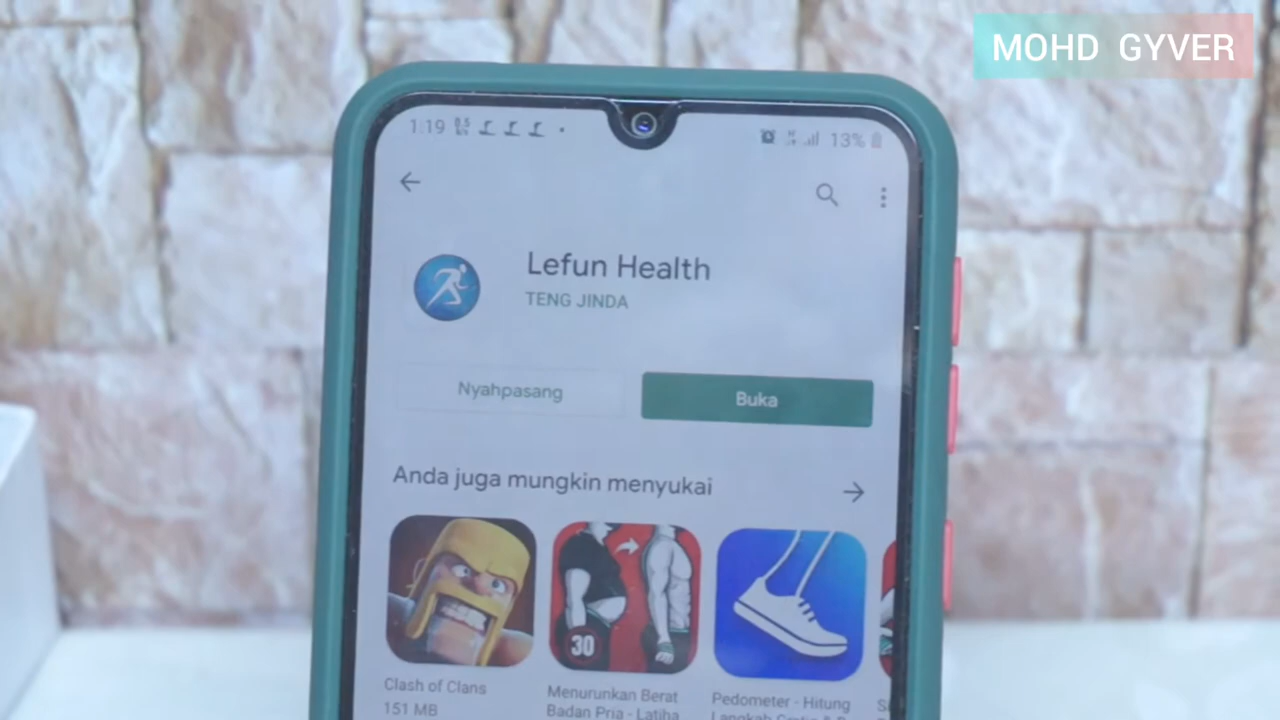 MOHD GYVER
1.19
13%
Lefun Health
TENG JINDA
Nyahpasang
Buka
Anda juga mungkin menyukai
30
Clash of Clans
151 MB
Menurunkan Berat
Badan Pria - Latiha
Pedometer - Hitung